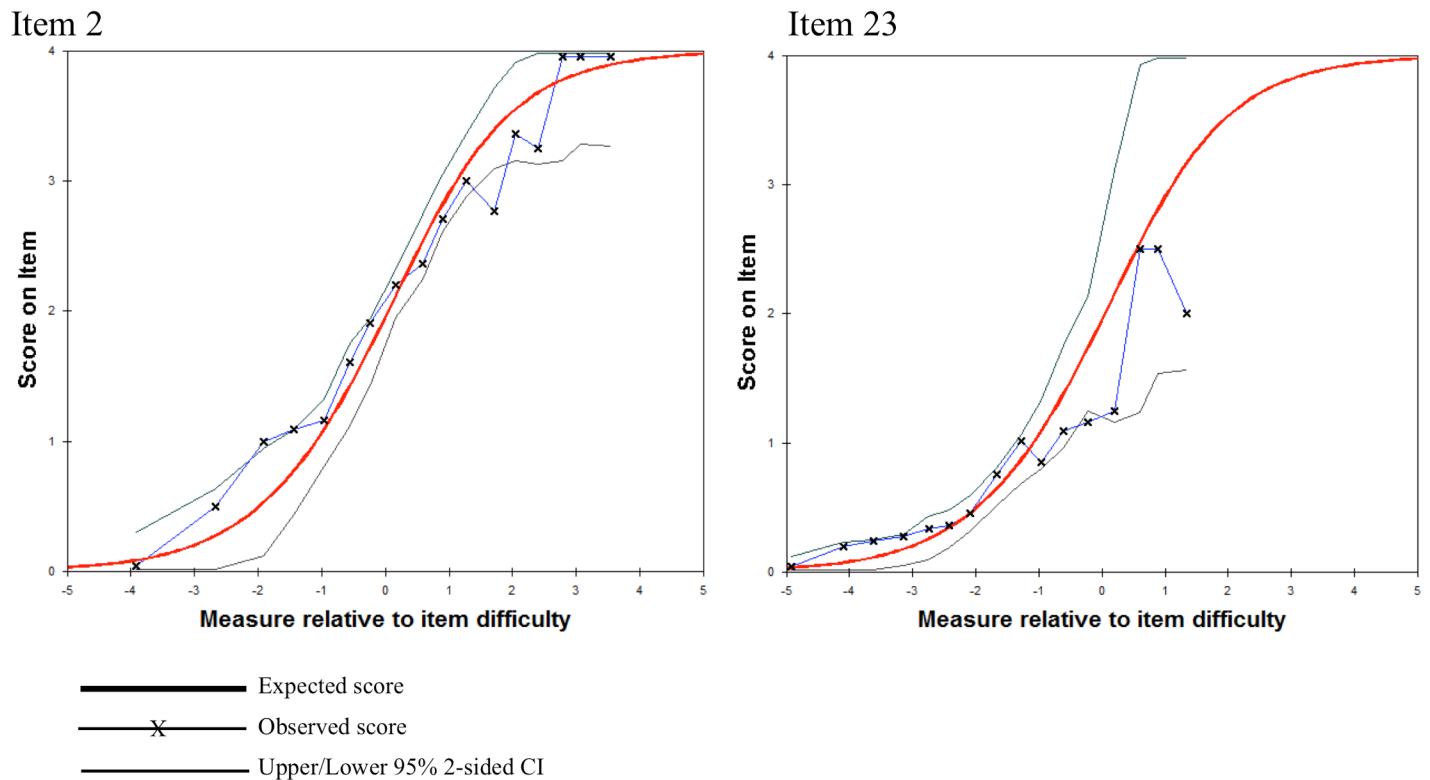 Item 2
Item 23
4
3
2
1
0
Score on Item
-5 -4 -3 -2 -1 0 1 2 3 4 5
Measure relative to item difficulty
4
3
2
1
0
Score on Item
-5 -4 -3 -2 -1 0 1 2 3 4 5
Measure relative to item difficulty
Expected score
X Observed score
Upper/Lower 95% 2-sided CI